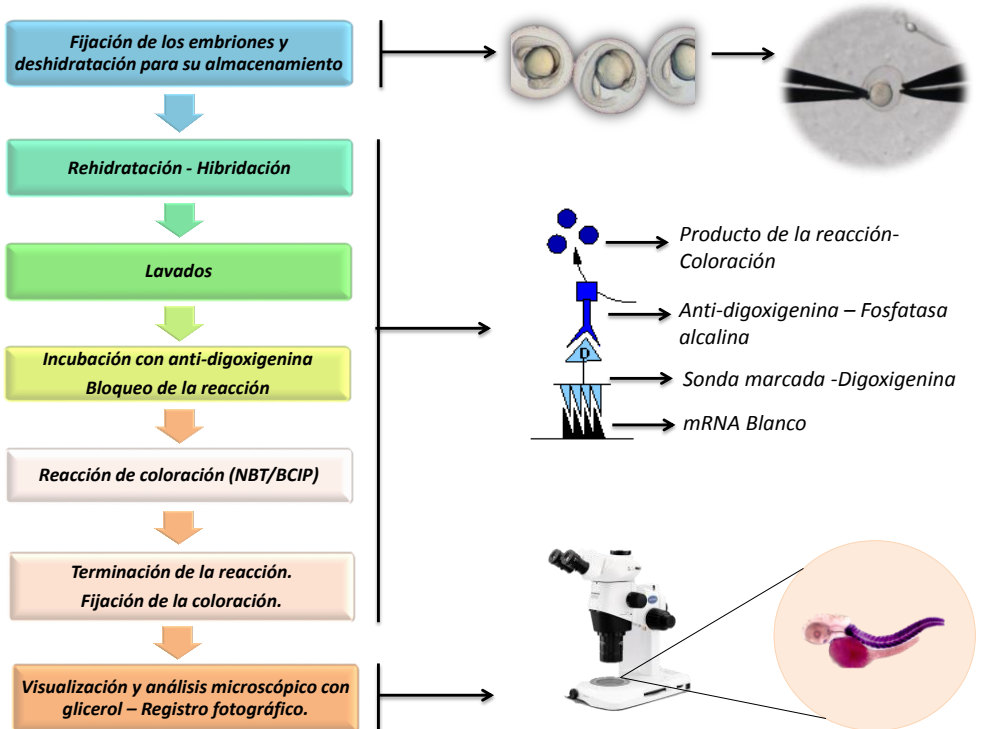 Fijación de los embriones y
deshidratación para su almacenamiento
Rehidratación - Hibridación
Lavados
Incubación con anti-digoxigenina
Bloqueo de la reacción
Reacción de coloración (NBT/BCIP)
Terminación de la reacción.
Fijación de la coloración.
Visualización y análisis microscópico con
glicerol – Registro fotográfico.
Producto de la reacción-
Coloración
Anti-digoxigenina – Fosfatasa
alcalina
D
Sonda marcada -Digoxigenina
mRNA Blanco